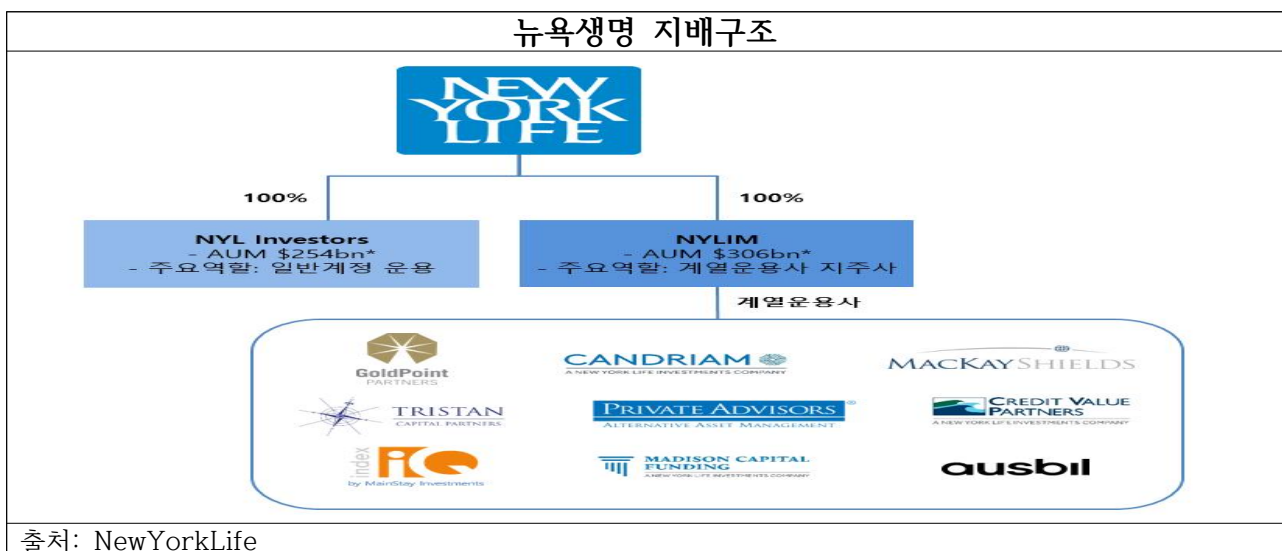 뉴욕생명 지배구조
NEW
YORK
LIFE
100%
100%
NYL Investors
- AUM $254bn*
- 주요역할: 일반계정 운용
NYLIM
- AUM $306bn*
- 주요역할: 계열운용사 지주사
계열운용사
GoldPoint
PARTNERS
CANDRIAM
A NEW YORK LIFE INVESTMENTS COMPANY
MACKAY SHIELDS
TRISTAN
CAPITAL PARTNERS
PRIVATE ADVISORS®
ALTERNATIVE ASSET MANAGEMENT
CREDIT VALUE
PARTNERS
A NEW YORK LIFE INVESTMENTS COMPANY
index IQ
by MainStay Investments
MADISON CAPITAL
FUNDING
A NEW YORK LIFE INVESTMENTS COMPANY
ausbil
출처: NewYorkLife